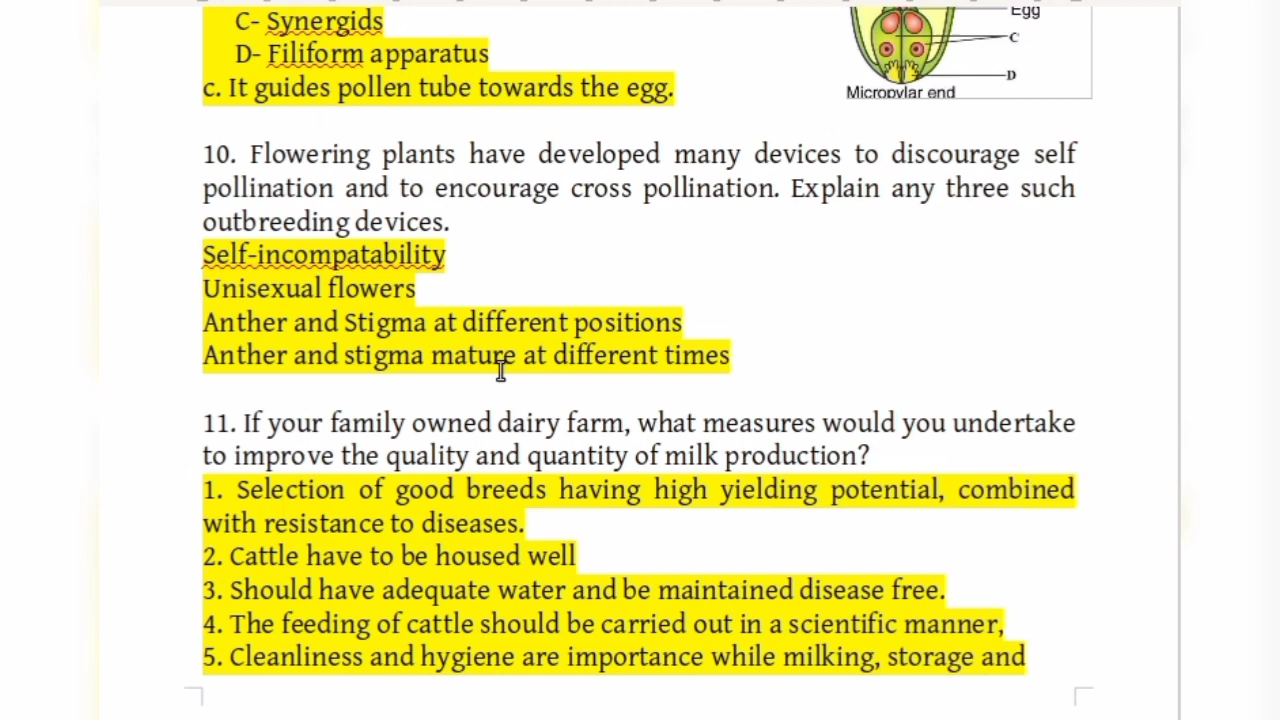 C- Synergids
D- Filiform apparatus
c. It guides pollen tube towards the egg.
Egg
C
D
Micropylar end
10. Flowering plants have developed many devices to discourage self
pollination and to encourage cross pollination. Explain any three such
outbreeding devices.
Self-incompatability
Unisexual flowers
Anther and Stigma at different positions
Anther and stigma mature at different times
11. If your family owned dairy farm, what measures would you undertake
to improve the quality and quantity of milk production?
1. Selection of good breeds having high yielding potential, combined
with resistance to diseases.
2. Cattle have to be housed well
3. Should have adequate water and be maintained disease free.
4. The feeding of cattle should be carried out in a scientific manner,
5. Cleanliness and hygiene are importance while milking, storage and